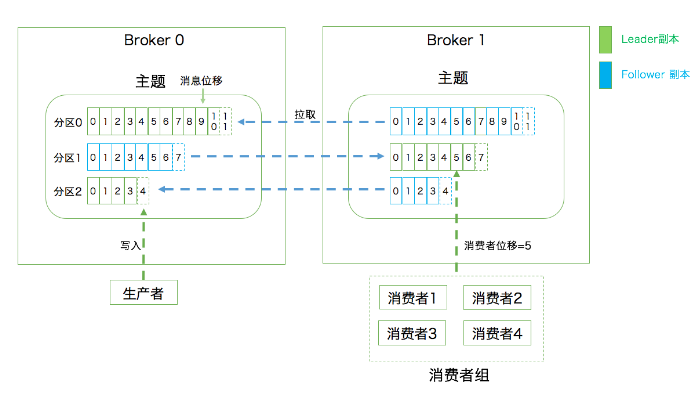 Broker 0
Broker 1
Leader副本
Follower 副本
主题
消息位移
主题
分区0
0 1 2 3 4 5 6 7 8 9 10 11
拉取
0 1 2 3 4 5 6 7 8 9 10 11
分区1
0 1 2 3 4 5 6 7
0 1 2 3 4 5 6 7
分区2
0 1 2 3 4
0 1 2 3 4
写入
消费者位移=5
生产者
消费者1
消费者2
消费者3
消费者4
消费者组